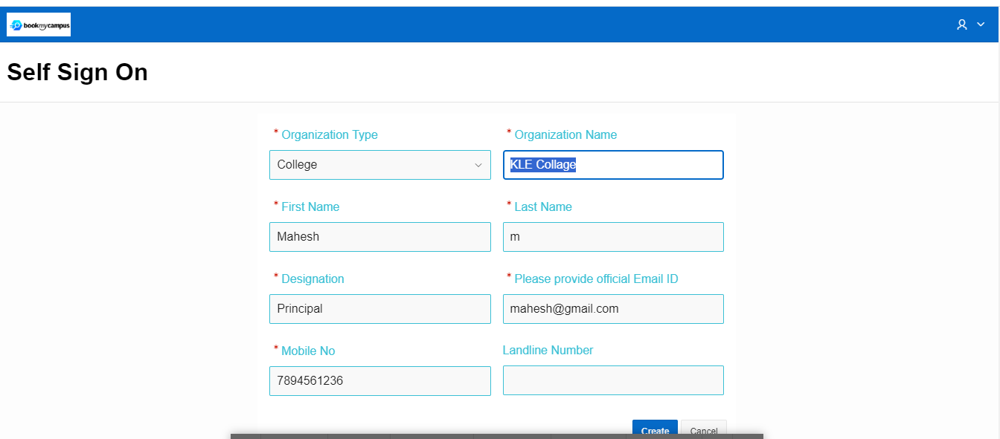 bookmycampus
Self Sign On
* Organization Type
* Organization Name
College
KLE Collage
* First Name
* Last Name
Mahesh
m
* Designation
* Please provide official Email ID
Principal
mahesh@gmail.com
* Mobile No
Landline Number
7894561236
Create
Cancel